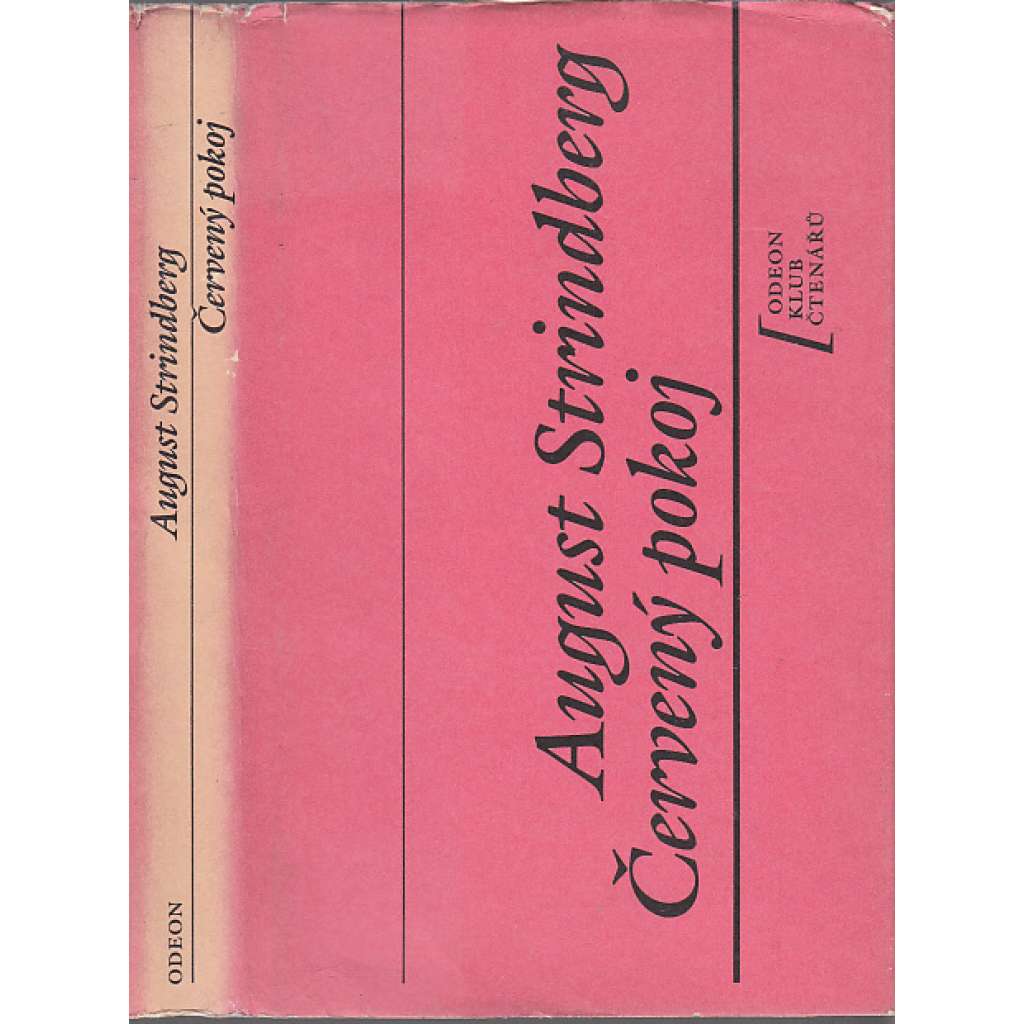 August Strindberg
Červený pokoj
ODEON
August Strindberg
Červený pokoj
[ODEON
KLUB
ČTENÁŘŮ